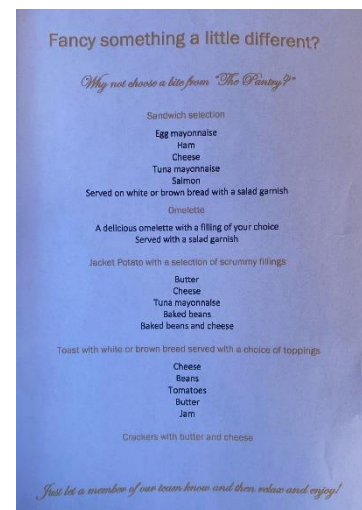 Fancy something a little different?
Why not choose a bite from "The Pantry?"
Sandwich selection
Egg mayonnaise
Ham
Cheese
Tuna mayonnaise
Salmon
Served on white or brown bread with a salad garnish
Omelette
A delicious omelette with a filling of your choice
Served with a salad garnish
Jacket Potato with a selection of scrummy fillings
Butter
Cheese
Tuna mayonnaise
Baked beans
Baked beans and cheese
Toast with white or brown bread served with a choice of toppings
Cheese
Beans
Tomatoes
Butter
Jam
Crackers with butter and cheese
Just let a member of our team know and then relax and enjoy!